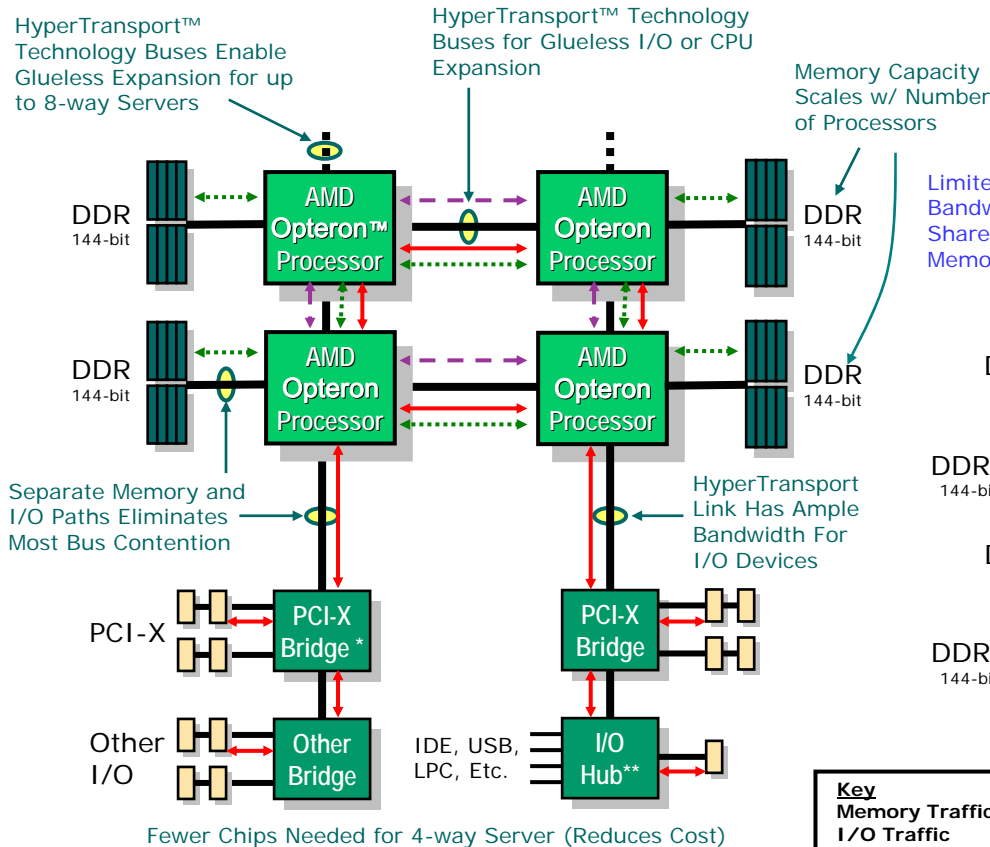 HyperTransport™
Technology Buses Enable
Glueless Expansion for up
to 8-way Servers
HyperTransport™ Technology
Buses for Glueless I/O or CPU
Expansion
Memory Capacity
Scales w/ Number
of Processors
DDR
144-bit
AMD
Opteron™
Processor
AMD
Opteron
Processor
DDR
144-bit
DDR
144-bit
AMD
Opteron
Processor
AMD
Opteron
Processor
DDR
144-bit
Separate Memory and
I/O Paths Eliminates
Most Bus Contention
HyperTransport
Link Has Ample
Bandwidth For
I/O Devices
PCI-X
PCI-X
Bridge *
PCI-X
Bridge
Other
I/O
Other
Bridge
IDE, USB,
LPC, Etc.
I/O
Hub**
Fewer Chips Needed for 4-way Server (Reduces Cost)
DDR
DDR
Key
Memory Traffic
I/O Traffic